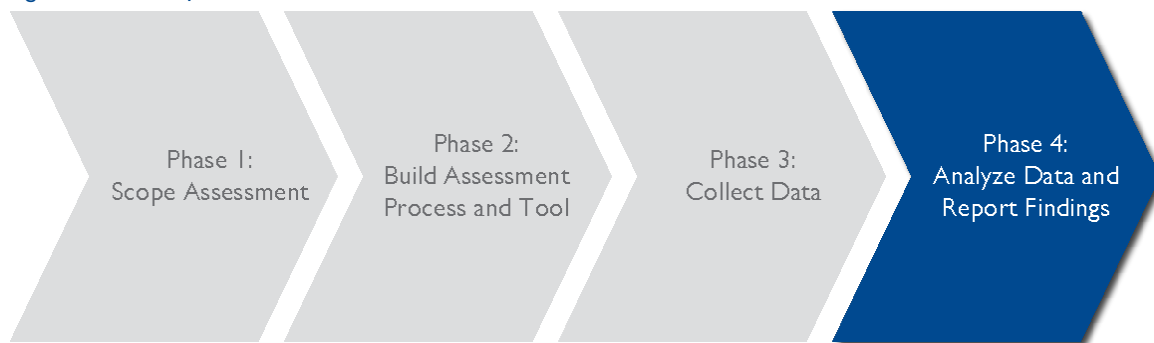 Phase 1:
Scope Assessment
Phase 2:
Build Assessment
Process and Tool
Phase 3:
Collect Data
Phase 4:
Analyze Data and
Report Findings